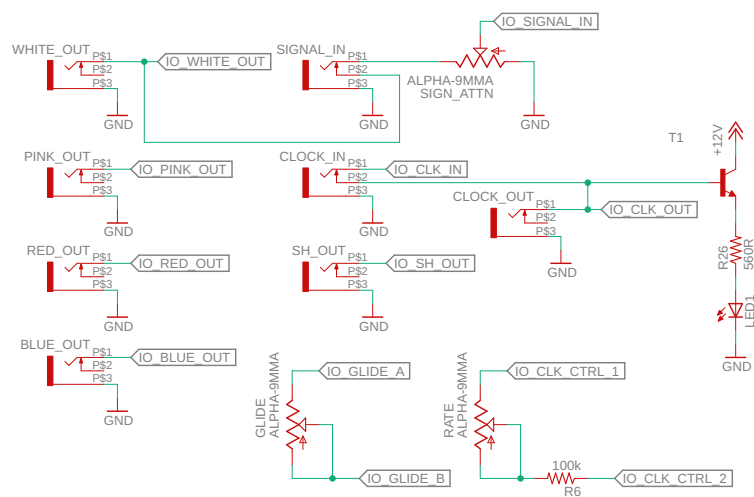 WHITE_OUT
P$1
P$2
P$3
GND
IO_WHITE_OUT
SIGNAL_IN
P$1
P$2
P$3
GND
IO_SIGNAL_IN
ALPHA-9MMA
SIGN_ATTN
GND
PINK_OUT
P$1
P$2
P$3
GND
IO_PINK_OUT
CLOCK_IN
P$1
P$2
P$3
GND
IO_CLK_IN
CLOCK_OUT
P$1
P$2
P$3
GND
IO_CLK_OUT
T1
+12V
R26
560R
LED1
GND
RED_OUT
P$1
P$2
P$3
GND
IO_RED_OUT
SH_OUT
P$1
P$2
P$3
GND
IO_SH_OUT
BLUE_OUT
P$1
P$2
P$3
GND
IO_BLUE_OUT
IO_GLIDE_A
GLIDE
ALPHA-9MMA
IO_GLIDE_B
IO_CLK_CTRL_1
RATE
ALPHA-9MMA
100k
R6
IO_CLK_CTRL_2